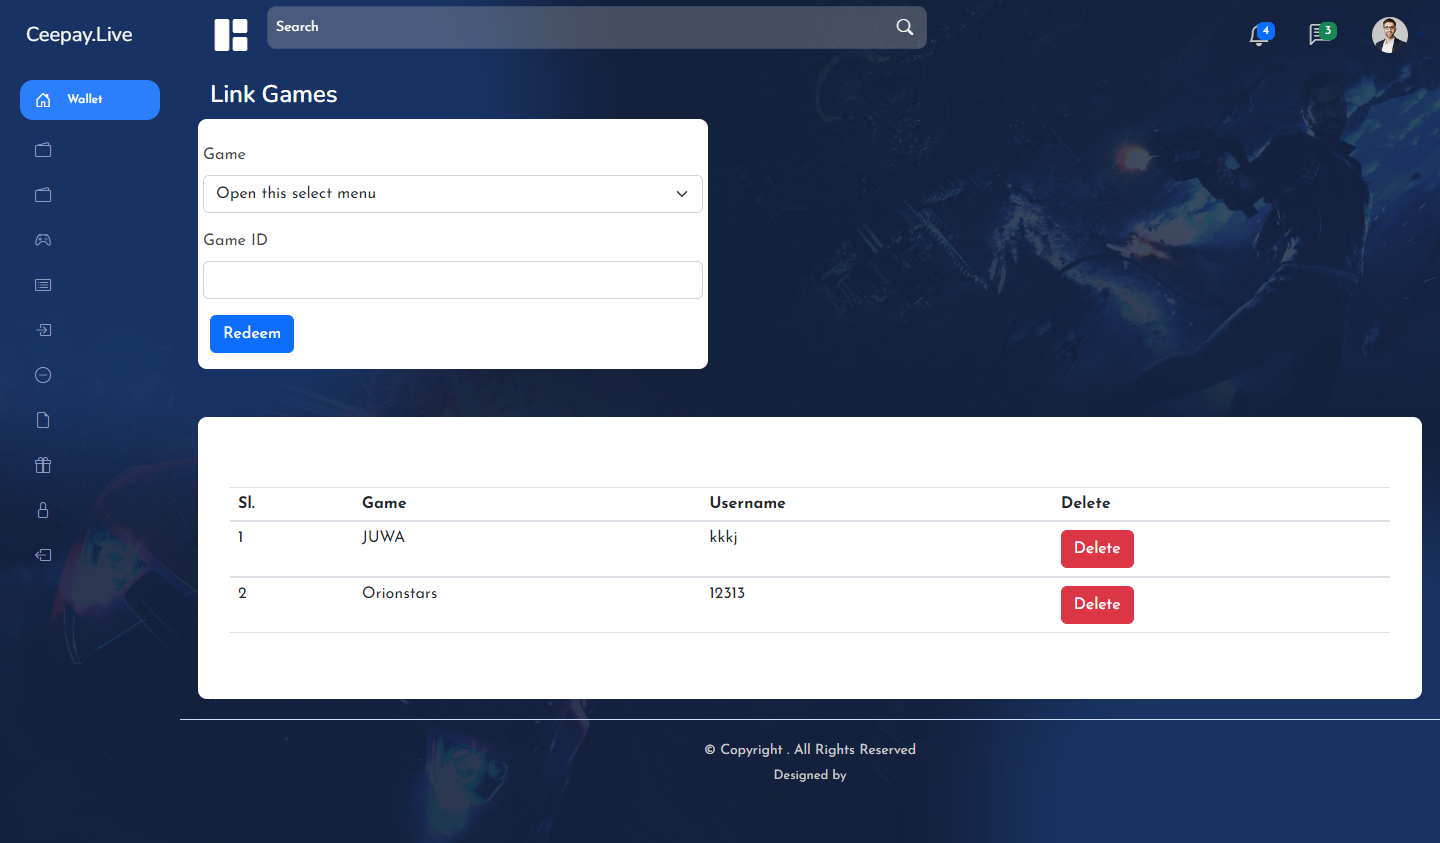 Ceepay.Live
Search
4
3
Wallet
Link Games
Game
Open this select menu
Game ID
Redeem
Sl. Game Username Delete
1 JUWA kkkj Delete
2 Orionstars 12313 Delete
© Copyright . All Rights Reserved
Designed by